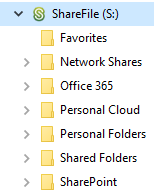 ShareFile (S:)
Favorites
Network Shares
Office 365
Personal Cloud
Personal Folders
Shared Folders
SharePoint